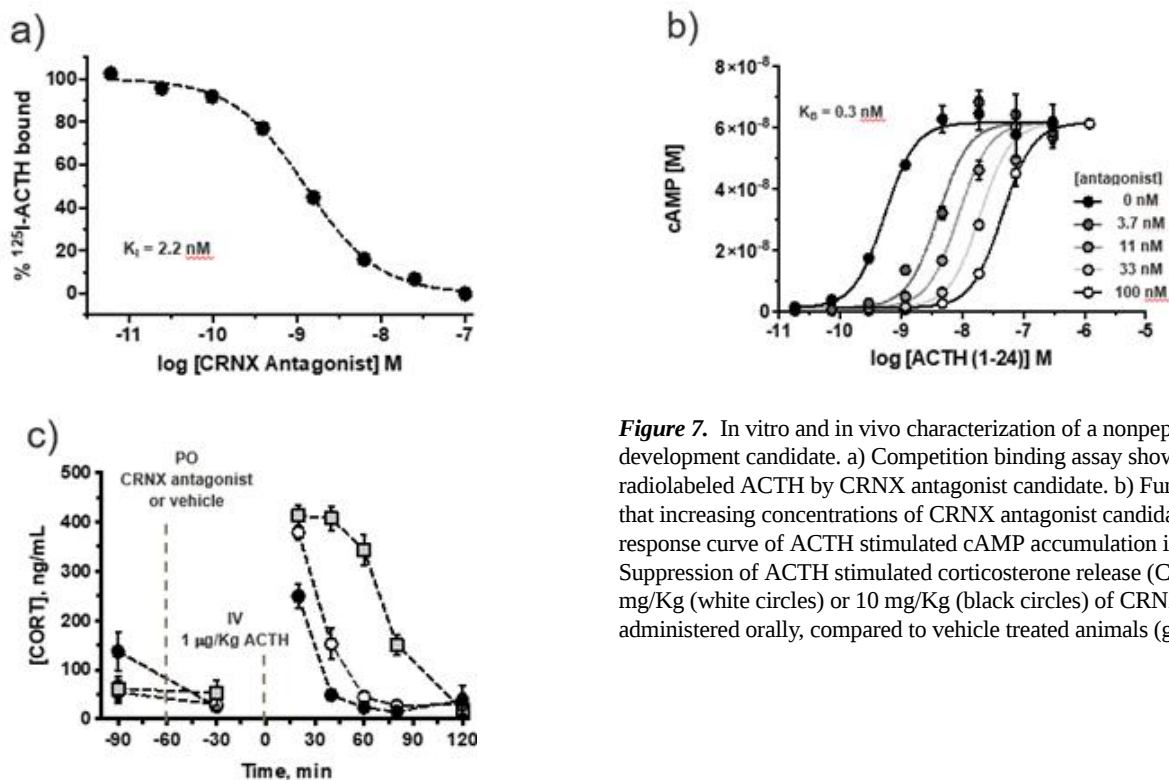 a)
% ¹²⁵I-ACTH bound
100
80
60
40
20
0
K_I = 2.2 nM
-11 -10 -9 -8 -7
log [CRNX Antagonist] M
b)
cAMP [M]
8×10⁻⁸
6×10⁻⁸
4×10⁻⁸
2×10⁻⁸
0
K_B = 0.3 nM
[antagonist]
0 nM
3.7 nM
11 nM
33 nM
100 nM
-11 -10 -9 -8 -7 -6 -5
log [ACTH (1-24)] M
c)
[CORT], ng/mL
500
400
300
200
100
0
PO
CRNX antagonist
or vehicle
IV
1 µg/Kg ACTH
-90 -60 -30 0 30 60 90 120
Time, min
Figure 7. In vitro and in vivo characterization of a nonpep
development candidate. a) Competition binding assay show
radiolabeled ACTH by CRNX antagonist candidate. b) Fun
that increasing concentrations of CRNX antagonist candida
response curve of ACTH stimulated cAMP accumulation i
Suppression of ACTH stimulated corticosterone release (C
mg/Kg (white circles) or 10 mg/Kg (black circles) of CRN
administered orally, compared to vehicle treated animals (g